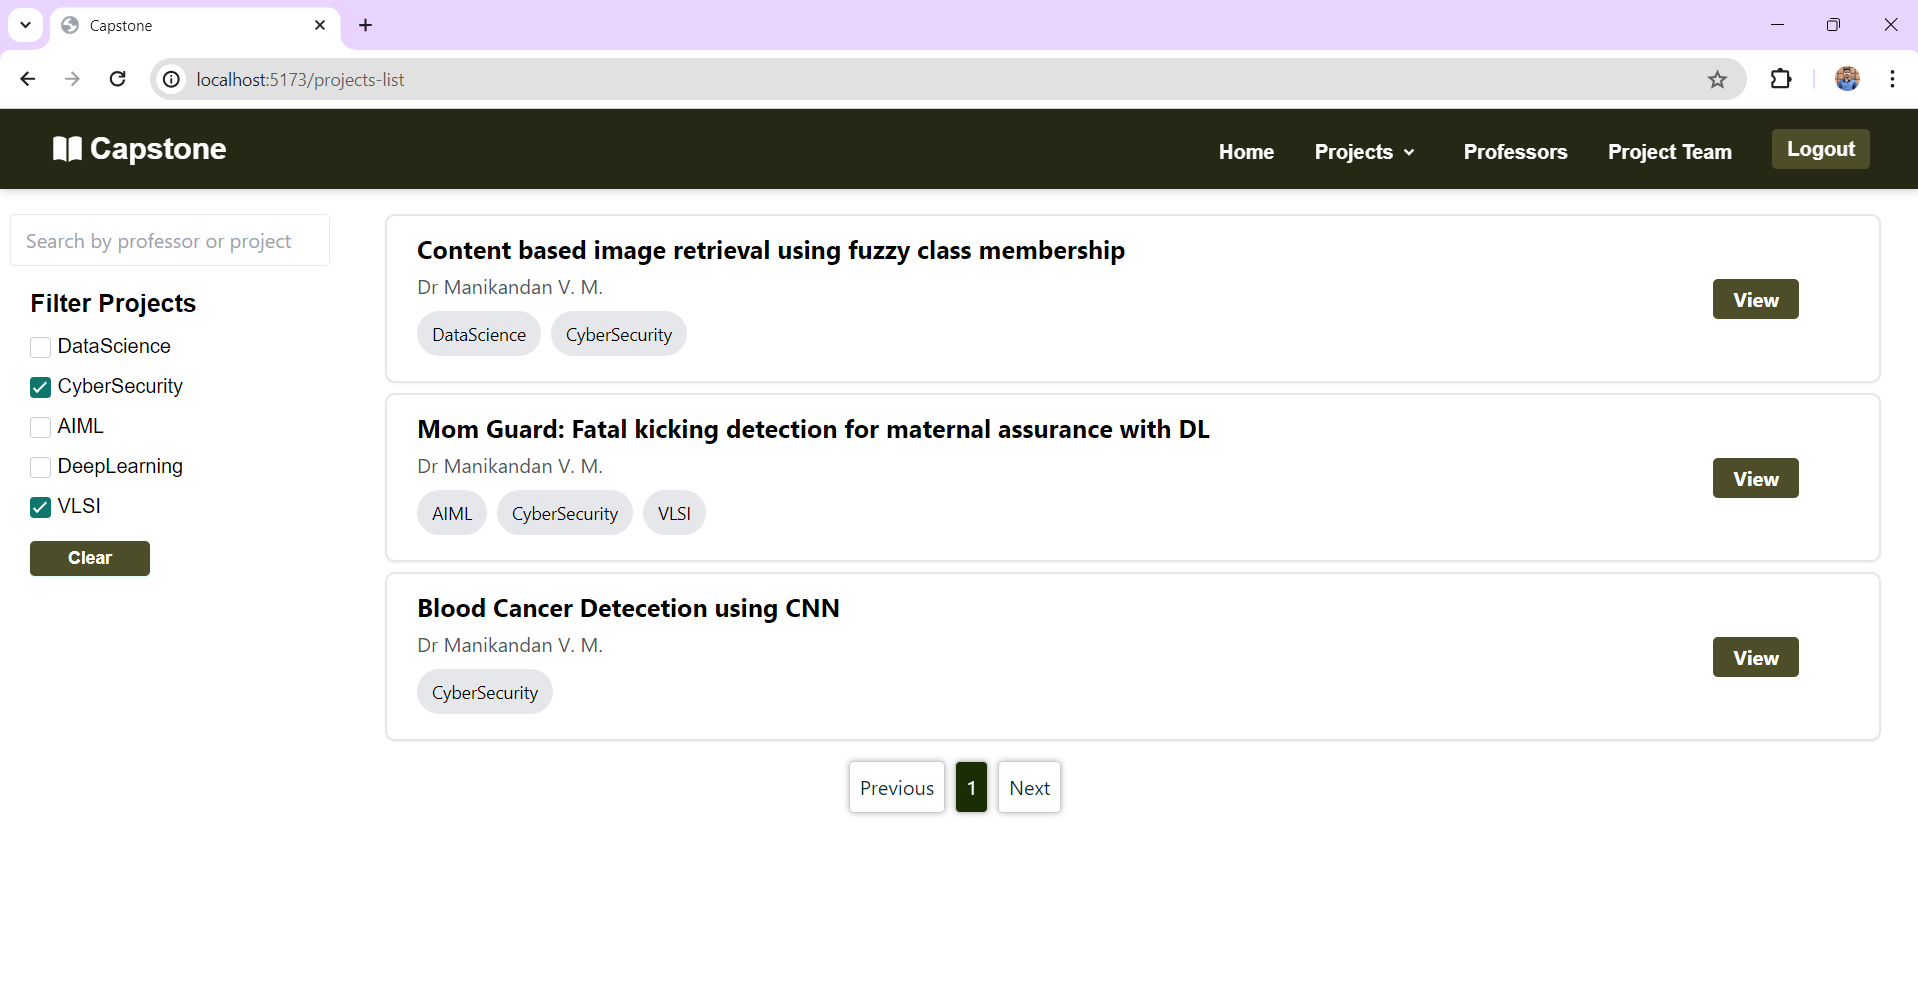 Capstone
localhost:5173/projects-list
Capstone
Home Projects Professors Project Team Logout
Search by professor or project
Filter Projects
DataScience
CyberSecurity
AIML
DeepLearning
VLSI
Clear
Content based image retrieval using fuzzy class membership
Dr Manikandan V. M.
DataScience CyberSecurity
View
Mom Guard: Fatal kicking detection for maternal assurance with DL
Dr Manikandan V. M.
AIML CyberSecurity VLSI
View
Blood Cancer Detecetion using CNN
Dr Manikandan V. M.
CyberSecurity
View
Previous 1 Next